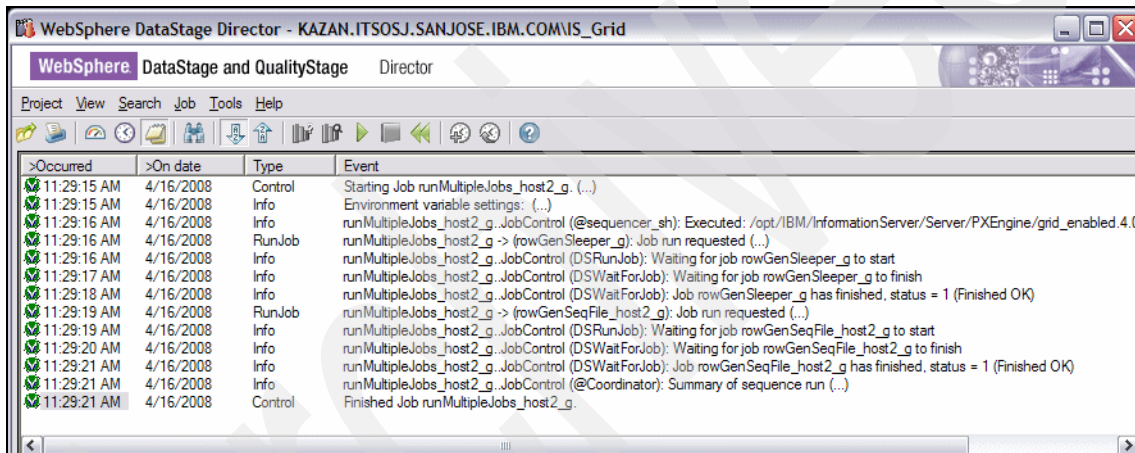 WebSphere DataStage Director - KAZAN.ITSOSJ.SANJOSE.IBM.COM\IS_Grid
WebSphere. DataStage and QualityStage Director
Project View Search Job Tools Help
>Occurred >On date Type Event
11:29:15 AM 4/16/2008 Control Starting Job runMultipleJobs_host2_g. (...)
11:29:15 AM 4/16/2008 Info Environment variable settings: (...)
11:29:16 AM 4/16/2008 Info runMultipleJobs_host2_g..JobControl (@sequencer_sh): Executed: /opt/IBM/InformationServer/Server/PXEngine/grid_enabled.4.0
11:29:16 AM 4/16/2008 RunJob runMultipleJobs_host2_g -> (rowGenSleeper_g): Job run requested (...)
11:29:16 AM 4/16/2008 Info runMultipleJobs_host2_g..JobControl (DSRunJob): Waiting for job rowGenSleeper_g to start
11:29:17 AM 4/16/2008 Info runMultipleJobs_host2_g..JobControl (DSWaitForJob): Waiting for job rowGenSleeper_g to finish
11:29:18 AM 4/16/2008 Info runMultipleJobs_host2_g..JobControl (DSWaitForJob): Job rowGenSleeper_g has finished, status = 1 (Finished OK)
11:29:19 AM 4/16/2008 RunJob runMultipleJobs_host2_g -> (rowGenSeqFile_host2_g): Job run requested (...)
11:29:19 AM 4/16/2008 Info runMultipleJobs_host2_g..JobControl (DSRunJob): Waiting for job rowGenSeqFile_host2_g to start
11:29:20 AM 4/16/2008 Info runMultipleJobs_host2_g..JobControl (DSWaitForJob): Waiting for job rowGenSeqFile_host2_g to finish
11:29:21 AM 4/16/2008 Info runMultipleJobs_host2_g..JobControl (DSWaitForJob): Job rowGenSeqFile_host2_g has finished, status = 1 (Finished OK)
11:29:21 AM 4/16/2008 Info runMultipleJobs_host2_g..JobControl (@Coordinator): Summary of sequence run (...)
11:29:21 AM 4/16/2008 Control Finished Job runMultipleJobs_host2_g.